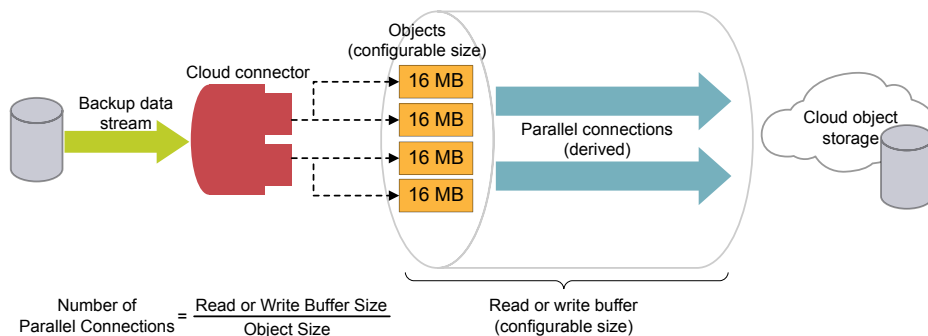 Objects
(configurable size)
Cloud connector
Backup data
stream
16 MB
16 MB
16 MB
16 MB
Parallel connections
(derived)
Cloud object
storage
Number of
Parallel Connections
=
Read or Write Buffer Size
Object Size
Read or write buffer
(configurable size)